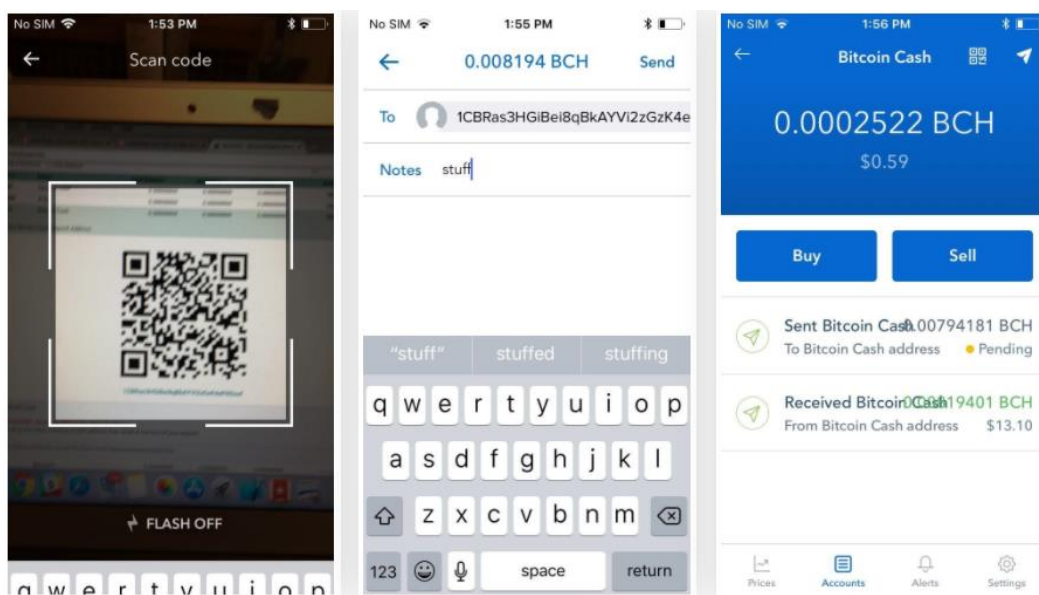 No SIM 1:53 PM
Scan code
FLASH OFF
q w e r t y u i o p
No SIM 1:55 PM
0.008194 BCH Send
To 1CBRas3HGiBei8qBkAYVi2zGzK4e
Notes stuff
"stuff" stuffed stuffing
q w e r t y u i o p
a s d f g h j k l
z x c v b n m
123 space return
No SIM 1:56 PM
Bitcoin Cash
0.0002522 BCH
$0.59
Buy Sell
Sent Bitcoin Cash 0.00794181 BCH
To Bitcoin Cash address Pending
Received Bitcoin Cash 19401 BCH
From Bitcoin Cash address $13.10
Prices Accounts Alerts Settings